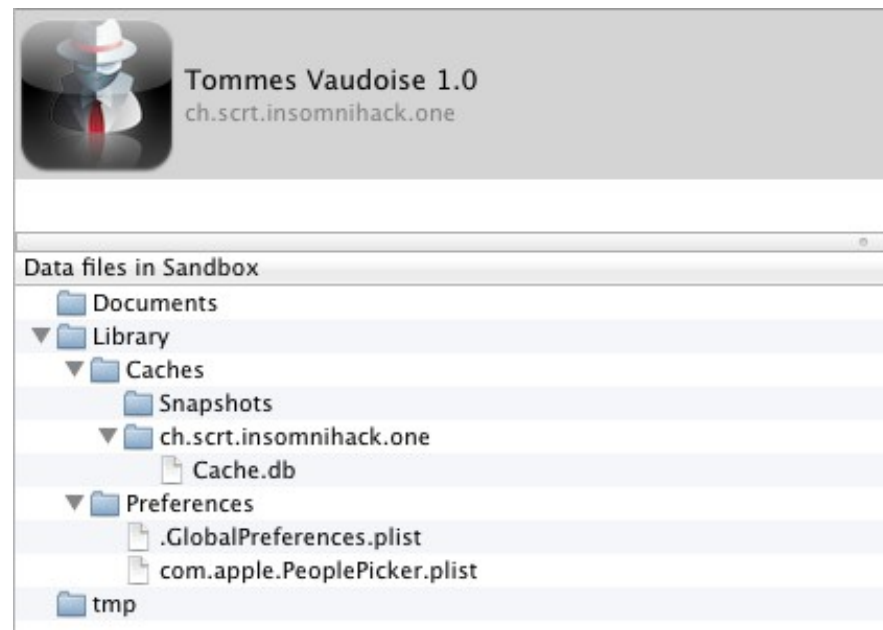 Tommes Vaudoise 1.0
ch.scrt.insomnihack.one
Data files in Sandbox
Documents
Library
Caches
Snapshots
ch.scrt.insomnihack.one
Cache.db
Preferences
.GlobalPreferences.plist
com.apple.PeoplePicker.plist
tmp